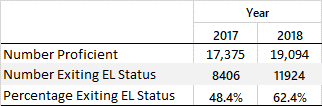 Year
2017 2018
Number Proficient 17,375 19,094
Number Exiting EL Status 8406 11924
Percentage Exiting EL Status 48.4% 62.4%